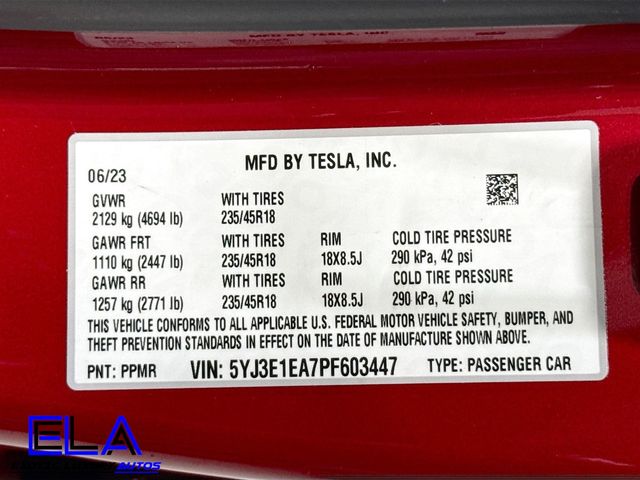 MFD BY TESLA, INC.
06/23
GVWR WITH TIRES
2129 kg (4694 lb) 235/45R18
GAWR FRT WITH TIRES RIM COLD TIRE PRESSURE
1110 kg (2447 lb) 235/45R18 18X8.5J 290 kPa, 42 psi
GAWR RR WITH TIRES RIM COLD TIRE PRESSURE
1257 kg (2771 lb) 235/45R18 18X8.5J 290 kPa, 42 psi
THIS VEHICLE CONFORMS TO ALL APPLICABLE U.S. FEDERAL MOTOR VEHICLE SAFETY, BUMPER, AND
THEFT PREVENTION STANDARDS IN EFFECT ON THE DATE OF MANUFACTURE SHOWN ABOVE.
PNT: PPMR VIN: 5YJ3E1EA7PF603447 TYPE: PASSENGER CAR
ELA
AUTOS